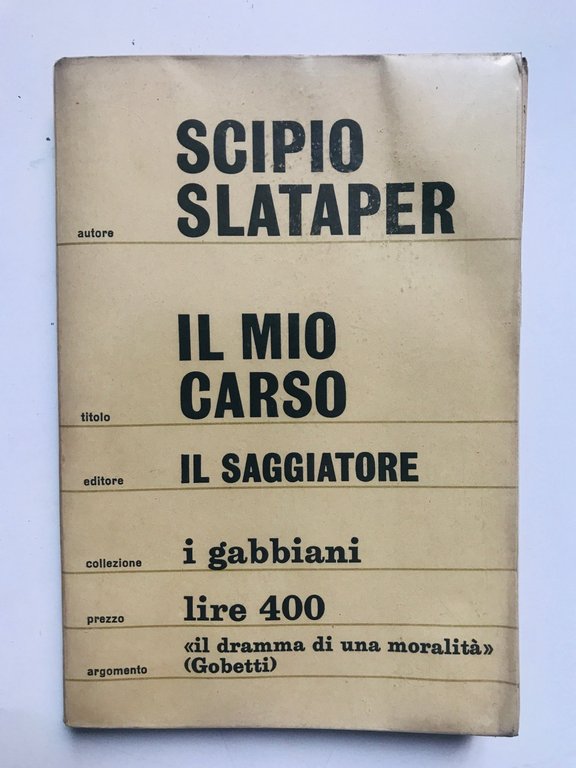 SCIPIO
autore SLATAPER
IL MIO
titolo CARSO
editore IL SAGGIATORE
collezione i gabbiani
prezzo lire 400
«il dramma di una moralità»
argomento (Gobetti)